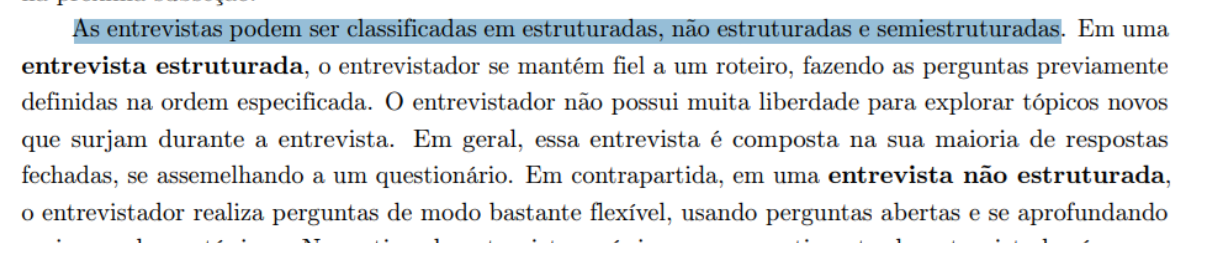 As entrevistas podem ser classificadas em estruturadas, não estruturadas e semiestruturadas. Em uma
entrevista estruturada, o entrevistador se mantém fiel a um roteiro, fazendo as perguntas previamente
definidas na ordem especificada. O entrevistador não possui muita liberdade para explorar tópicos novos
que surjam durante a entrevista. Em geral, essa entrevista é composta na sua maioria de respostas
fechadas, se assemelhando a um questionário. Em contrapartida, em uma entrevista não estruturada,
o entrevistador realiza perguntas de modo bastante flexível, usando perguntas abertas e se aprofundando